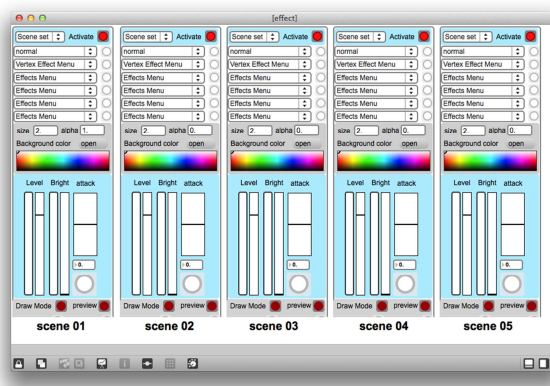 [effect]
Scene set Activate Scene set Activate Scene set Activate Scene set Activate Scene set Activate
normal normal normal normal normal
Vertex Effect Menu Vertex Effect Menu Vertex Effect Menu Vertex Effect Menu Vertex Effect Menu
Effects Menu Effects Menu Effects Menu Effects Menu Effects Menu
Effects Menu Effects Menu Effects Menu Effects Menu Effects Menu
Effects Menu Effects Menu Effects Menu Effects Menu Effects Menu
Effects Menu Effects Menu Effects Menu Effects Menu Effects Menu
size 2. alpha 1. size 2. alpha 0. size 2. alpha 0. size 2. alpha 0. size 2. alpha 0.
Background color open Background color open Background color open Background color open Background color open
Level Bright attack Level Bright attack Level Bright attack Level Bright attack Level Bright attack
0. 0. 0. 0. 0.
Draw Mode preview Draw Mode preview Draw Mode preview Draw Mode preview Draw Mode preview
scene 01 scene 02 scene 03 scene 04 scene 05